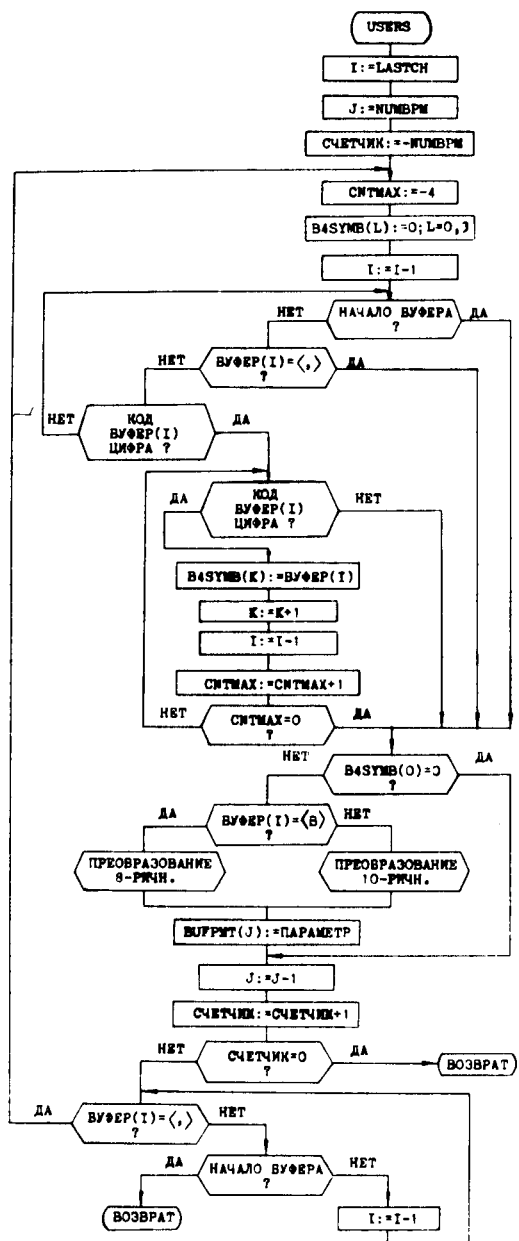 USERS
I:=LASTCH
J:=NUMBPM
СЧЕТЧИК:=-NUMBPM
CNTMAX:=-4
B4SYMB(L):=0;L=0,3
I:=I-1
НЕТ
НАЧАЛО БУФЕРА
?
ДА
НЕТ
БУФЕР(I)=<,>
?
ДА
НЕТ
КОД
БУФЕР(I)
ЦИФРА ?
ДА
ДА
КОД
БУФЕР(I)
ЦИФРА ?
НЕТ
B4SYMB(K):=БУФЕР(I)
K:=K+1
I:=I-1
CNTMAX:=CNTMAX+1
НЕТ
CNTMAX=0
?
ДА
НЕТ
B4SYMB(0)=0
?
ДА
ДА
БУФЕР(I)=<B>
?
НЕТ
ПРЕОБРАЗОВАНИЕ
8-РИЧН.
ПРЕОБРАЗОВАНИЕ
10-РИЧН.
BUFPMT(J):=ПАРАМЕТР
J:=J-1
СЧЕТЧИК:=СЧЕТЧИК+1
НЕТ
СЧЕТЧИК=0
?
ДА
ВОЗВРАТ
ДА
БУФЕР(I)=<,>
?
НЕТ
ДА
НАЧАЛО БУФЕРА
?
НЕТ
ВОЗВРАТ
I:=I-1